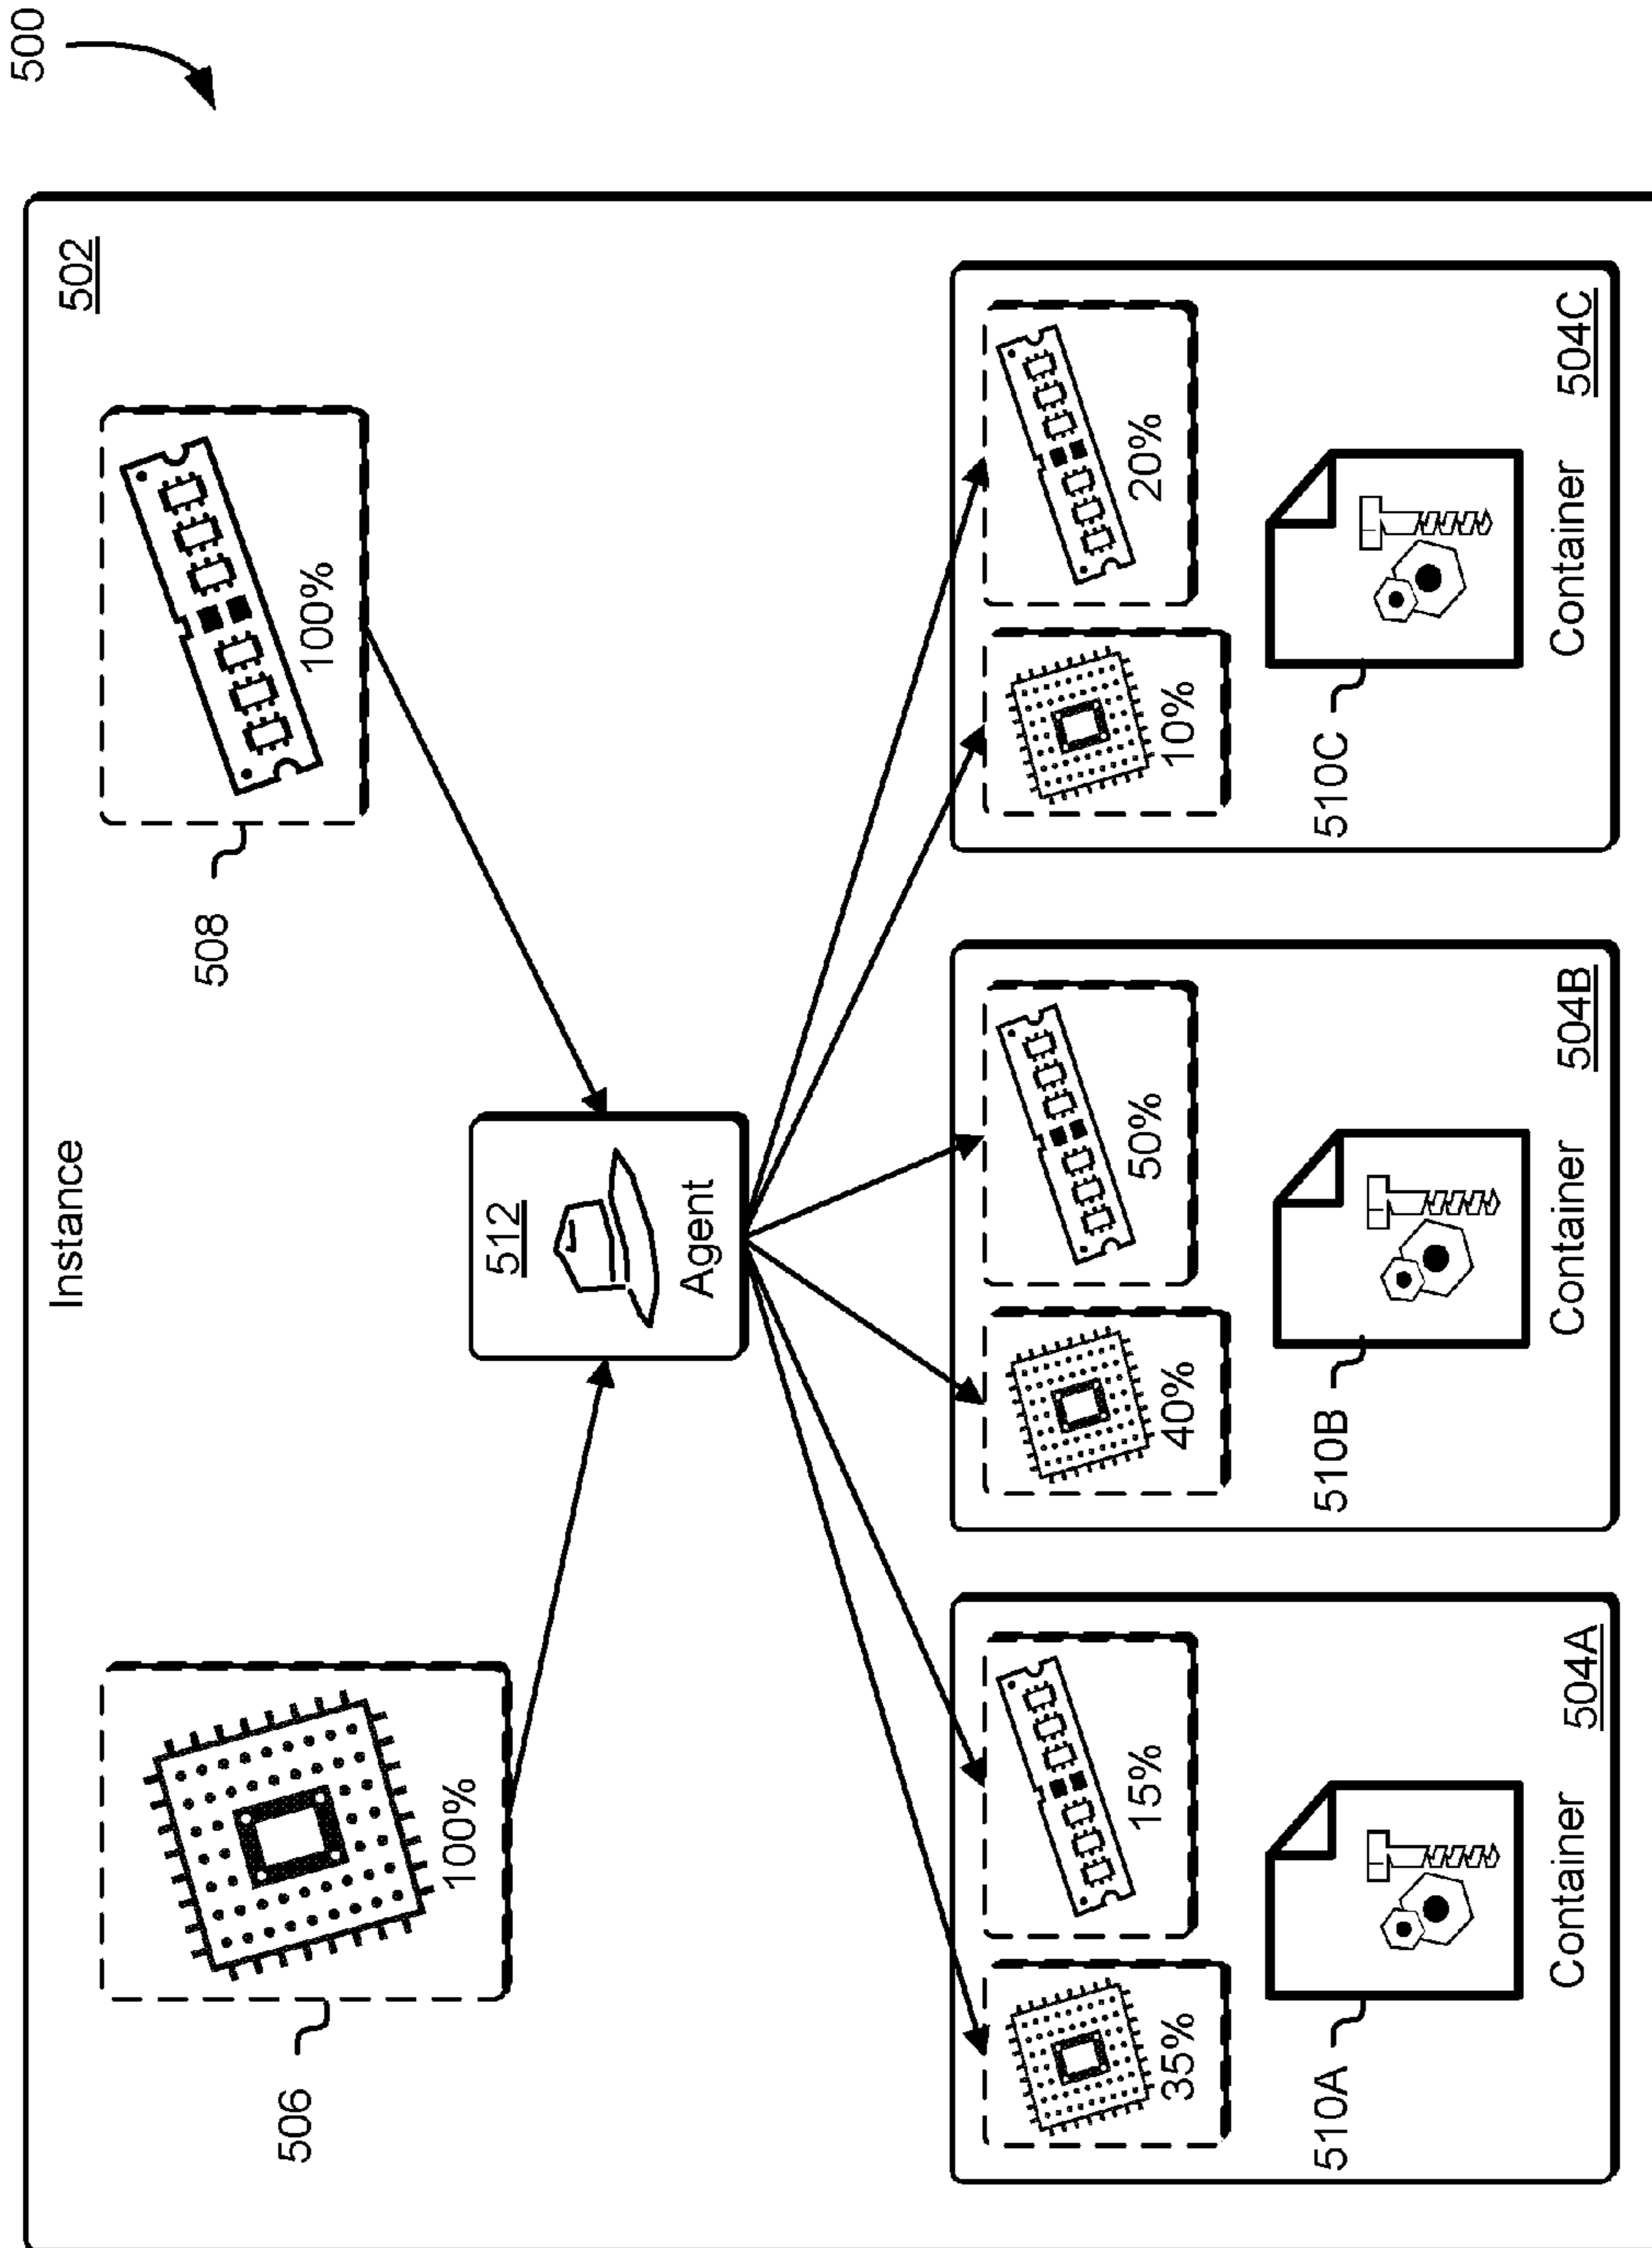 500
Instance
502
506
100%
508
100%
512
Agent
35%
15%
510A
Container
504A
40%
50%
510B
Container
504B
10%
20%
510C
Container
504C